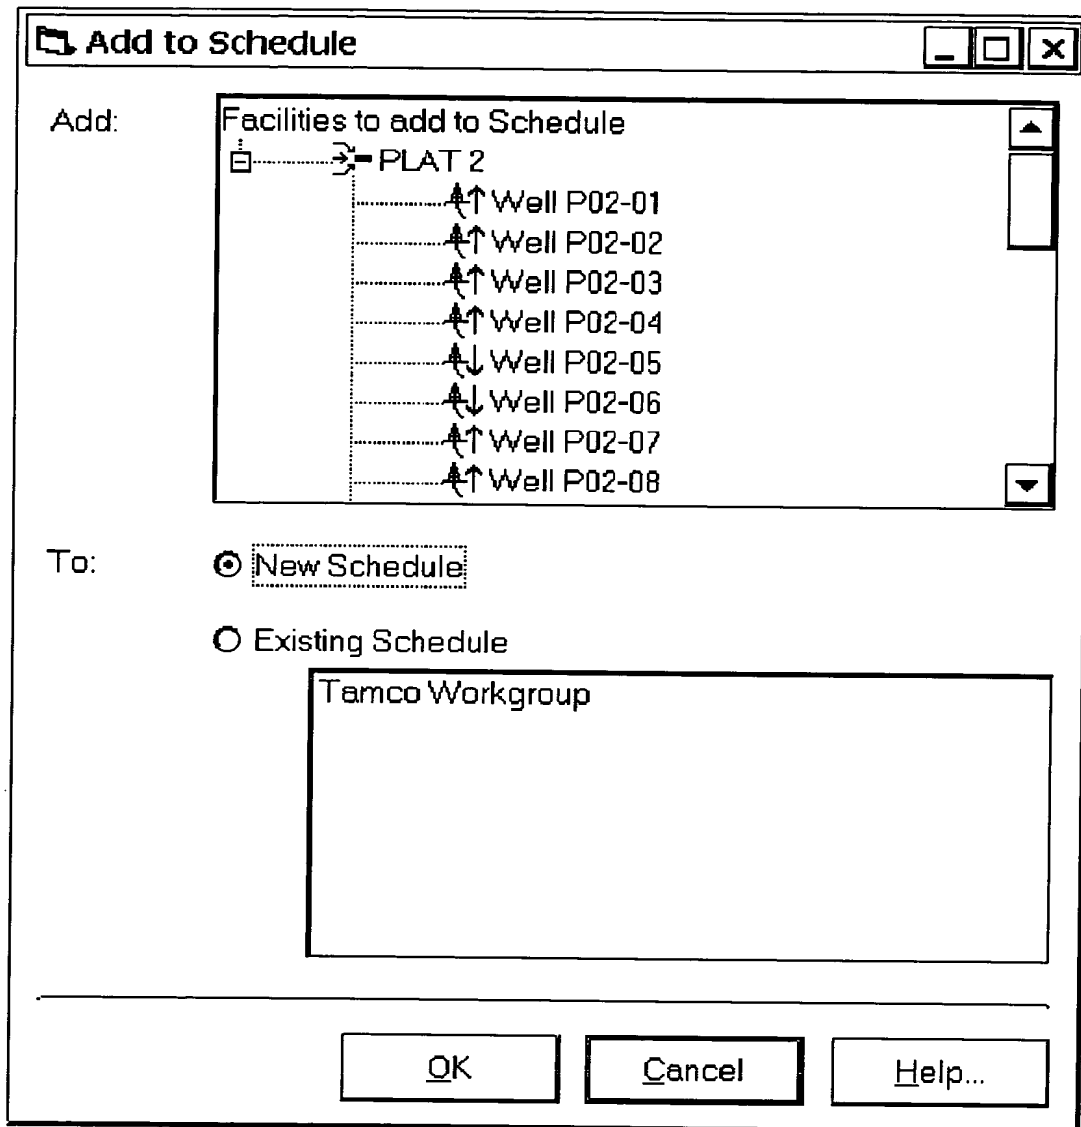 Add to Schedule
Add:
Facilities to add to Schedule
PLAT 2
Well P02-01
Well P02-02
Well P02-03
Well P02-04
Well P02-05
Well P02-06
Well P02-07
Well P02-08
To:
New Schedule
Existing Schedule
Tamco Workgroup
OK Cancel Help...